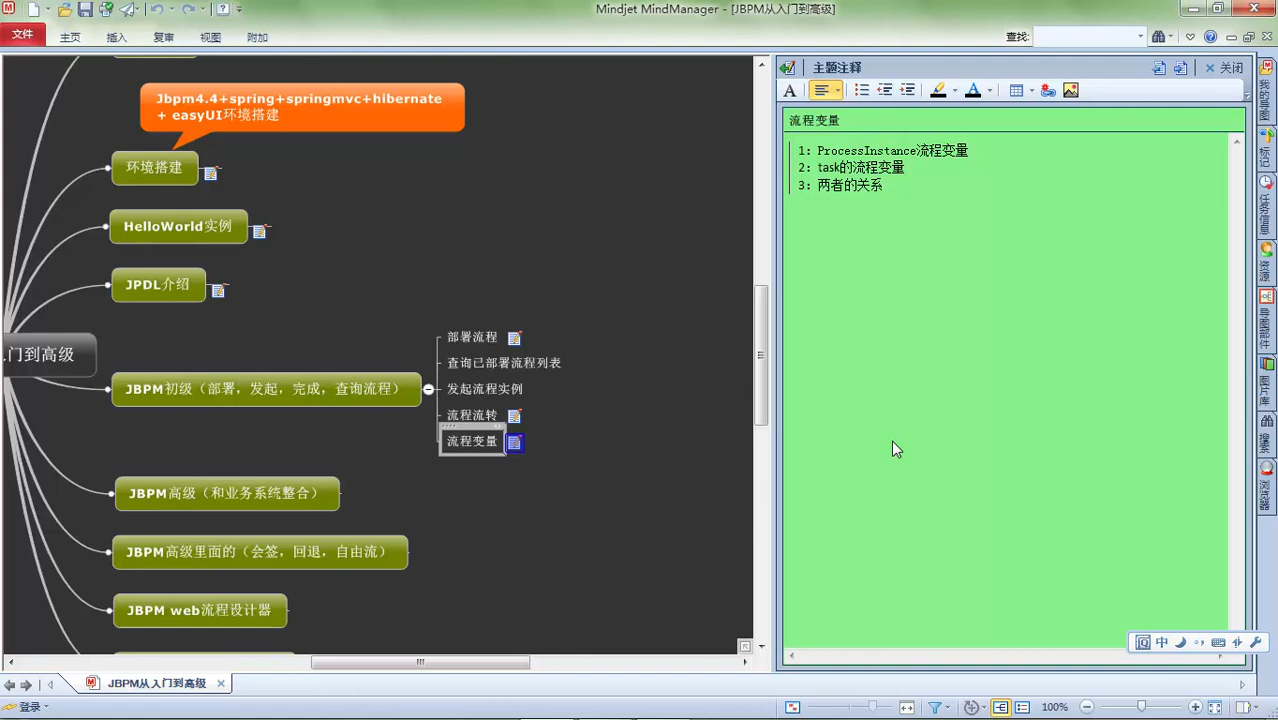 Mindjet MindManager - [JBPM从入门到高级]
文件
主页
插入
复审
视图
附加
查找:
Jbpm4.4+spring+springmvc+hibernate
+ easyUI环境搭建
环境搭建
HelloWorld实例
JPDL介绍
门到高级
JBPM初级（部署，发起，完成，查询流程）
部署流程
查询已部署流程列表
发起流程实例
流程流转
流程变量
JBPM高级（和业务系统整合）
JBPM高级里面的（会签，回退，自由流）
JBPM web流程设计器
主题注释
关闭
流程变量
1: ProcessInstance流程变量
2: task的流程变量
3: 两者的关系
我的导图
标记
任务信息
资源
导图部件
图片库
搜索
浏览器
中
JBPM从入门到高级
登录
100%